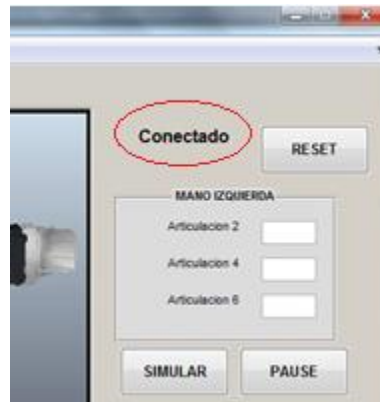 Conectado
RESET
MANO IZQUIERDA
Articulacion 2
Articulacion 4
Articulacion 6
SIMULAR
PAUSE